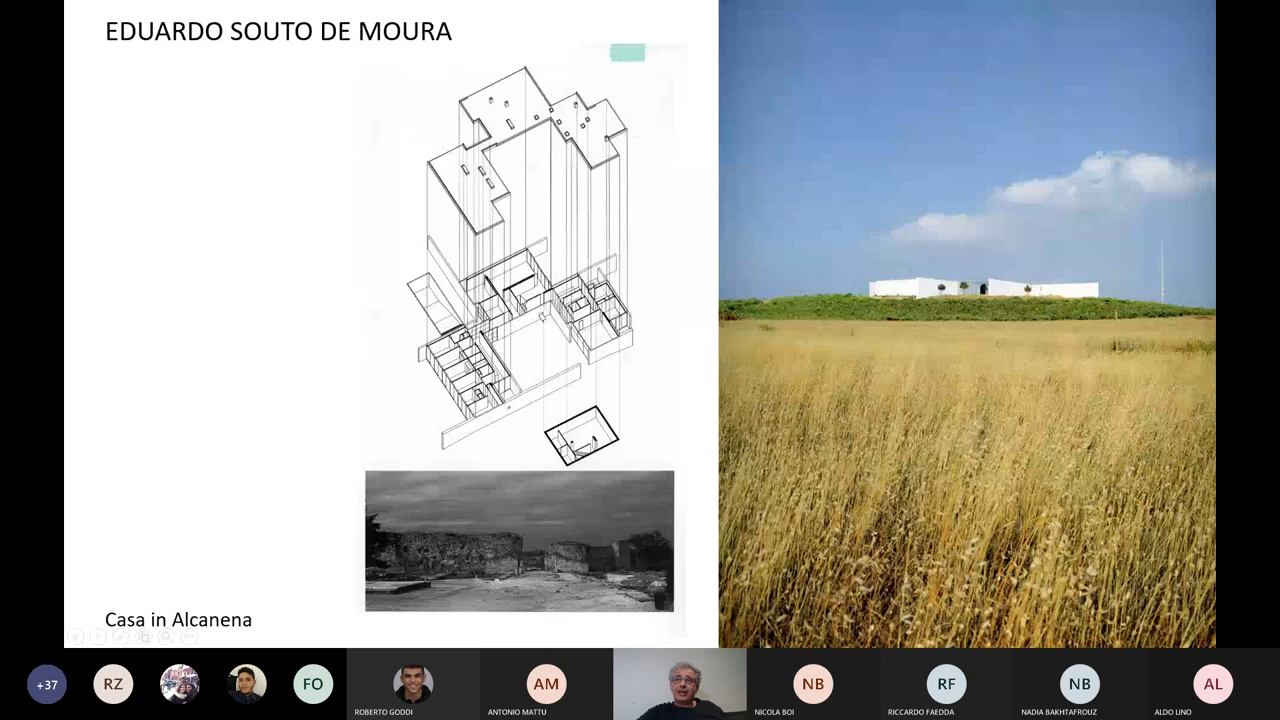 EDUARDO SOUTO DE MOURA
Casa in Alcanena
+37
RZ
FO
ROBERTO GODDI
AM
ANTONIO MATTU
NB
NICOLA BOI
RF
RICCARDO FAEDDA
NB
NADIA BAKHTAFROUZ
AL
ALDO LINO